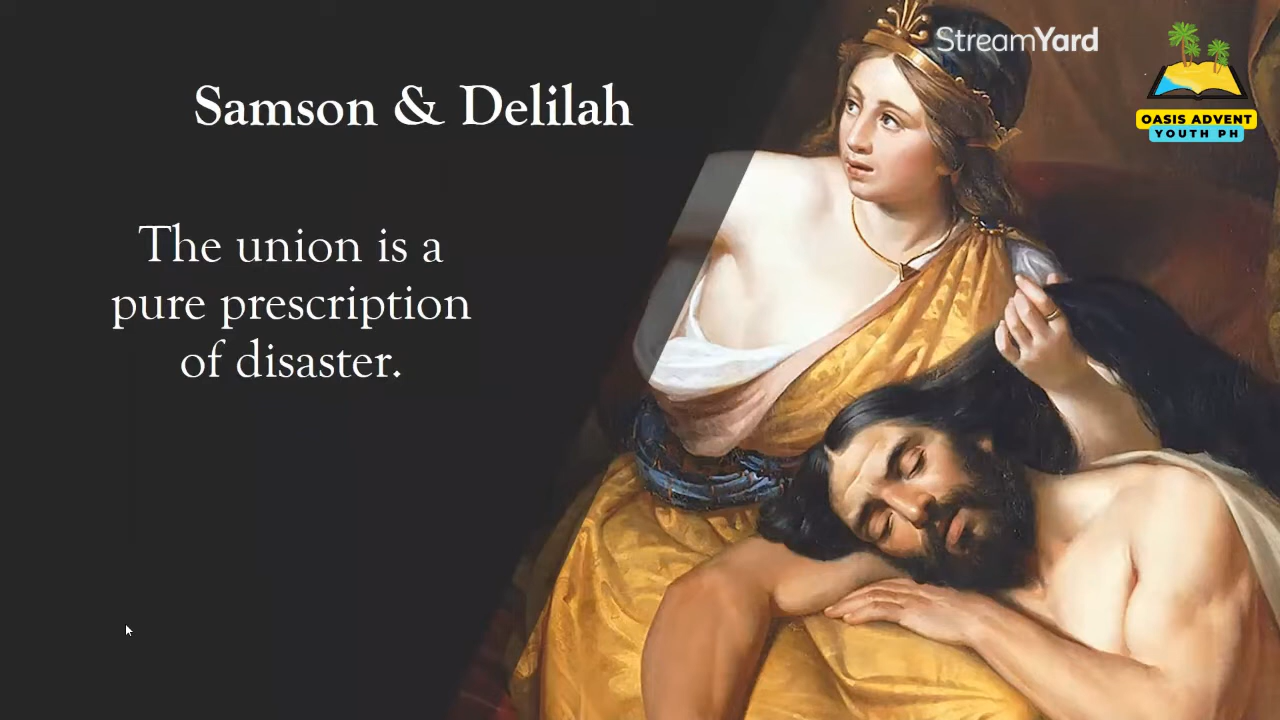 StreamYard
OASIS ADVENT
YOUTH PH
Samson & Delilah
The union is a
pure prescription
of disaster.